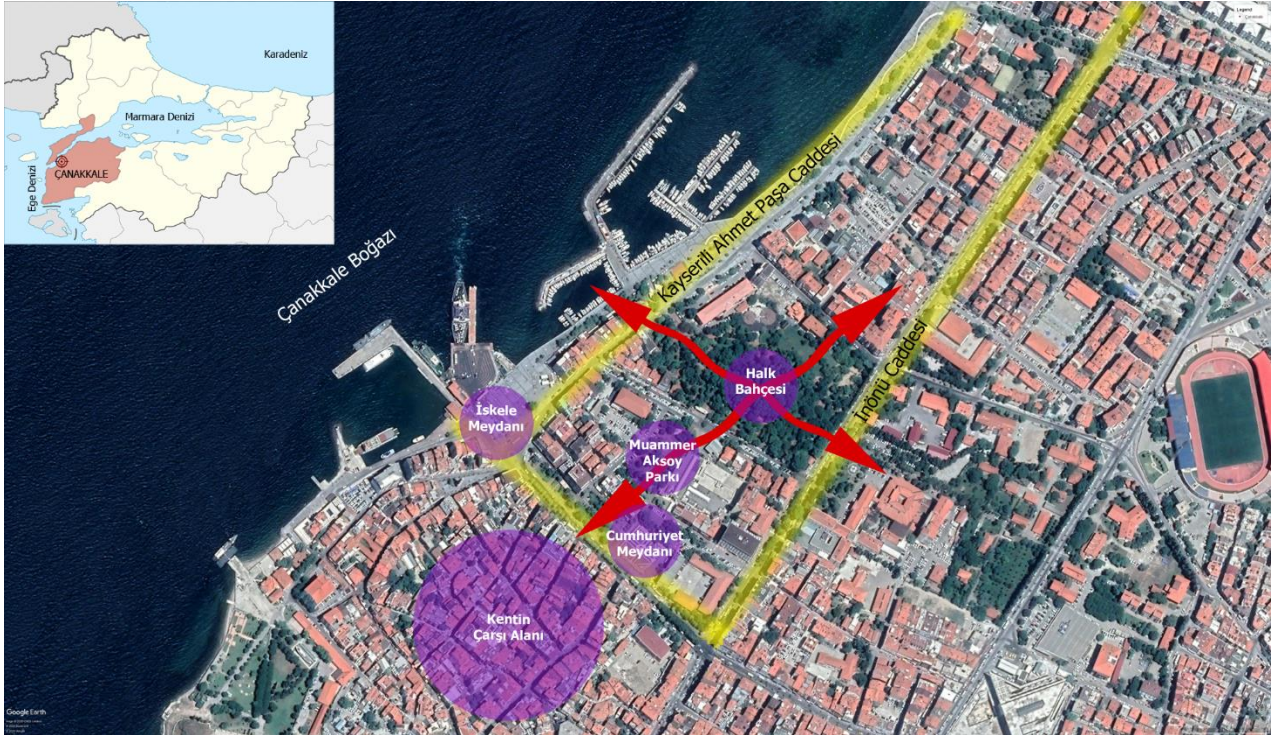 Karadeniz
Marmara Denizi
Ege Denizi
ÇANAKKALE
Legend
Çanakkale Boğazı
Kayserili Ahmet Paşa Caddesi
İnönü Caddesi
Halk
Bahçesi
İskele
Meydanı
Muammer
Aksoy
Parkı
Cumhuriyet
Meydanı
Kentin
Çarşı Alanı
Google Earth